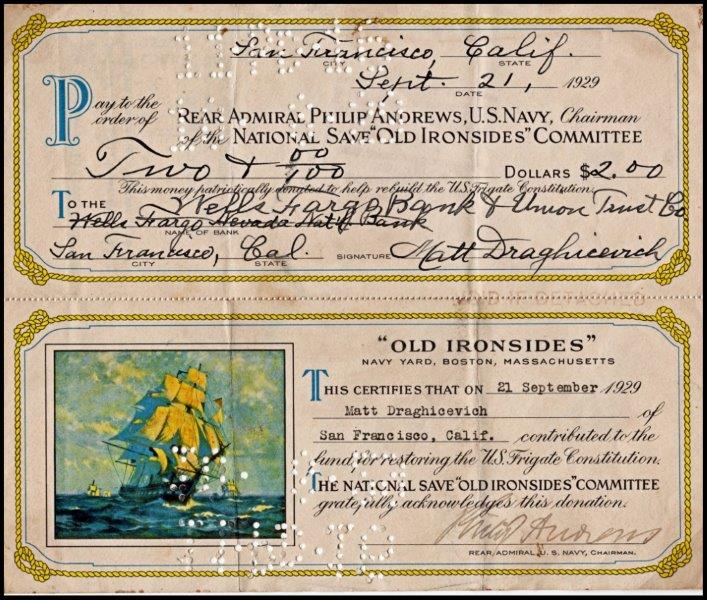 San Francisco, Calif.
CITY STATE
Sept. 21, 1929
DATE
Pay to the
order of REAR ADMIRAL PHILIP ANDREWS, U.S. NAVY, Chairman
of the NATIONAL SAVE "OLD IRONSIDES" COMMITTEE
Two & 00/100 DOLLARS $2.00
This money patriotically donated to help rebuild the U.S. Frigate Constitution.
TO THE Wells Fargo Bank & Union Trust Co
Wells Fargo Nevada Nat'l Bank
NAME OF BANK
San Francisco, Cal. SIGNATURE Matt Draghicevich
CITY STATE
VOID IF DETACHED
"OLD IRONSIDES"
NAVY YARD, BOSTON, MASSACHUSETTS
THIS CERTIFIES THAT ON 21 September 1929
Matt Draghicevich of
San Francisco, Calif. contributed to the
fund for restoring the U.S. Frigate Constitution.
THE NATIONAL SAVE "OLD IRONSIDES" COMMITTEE
gratefully acknowledges this donation.
Philip Andrews
REAR ADMIRAL, U. S. NAVY, CHAIRMAN.